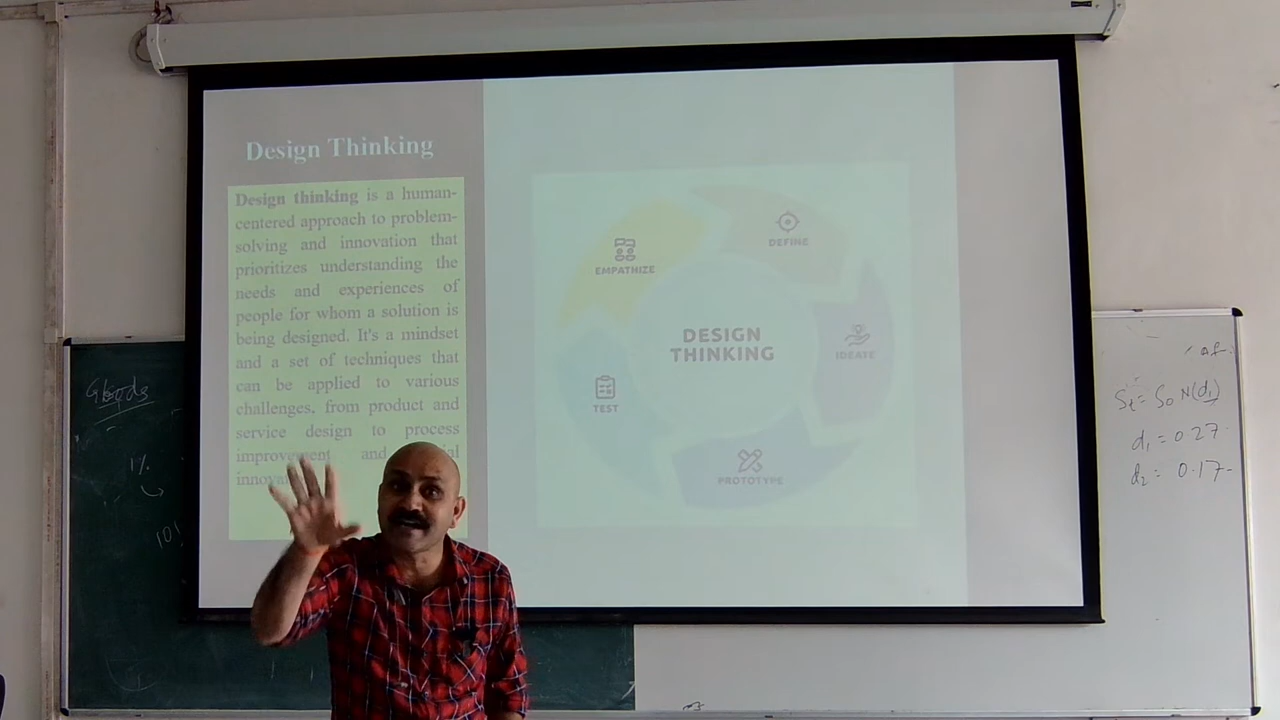 Design Thinking
Design thinking is a human-
centered approach to problem-
solving and innovation that
prioritizes understanding the
needs and experiences of
people for whom a solution is
being designed. It's a mindset
and a set of techniques that
can be applied to various
challenges, from product and
service design to process
improvement and
EMPATHIZE
DEFINE
IDEATE
PROTOTYPE
TEST
DESIGN
THINKING
1%
St = So N(d1)
d1 = 0.27
d2 = 0.17